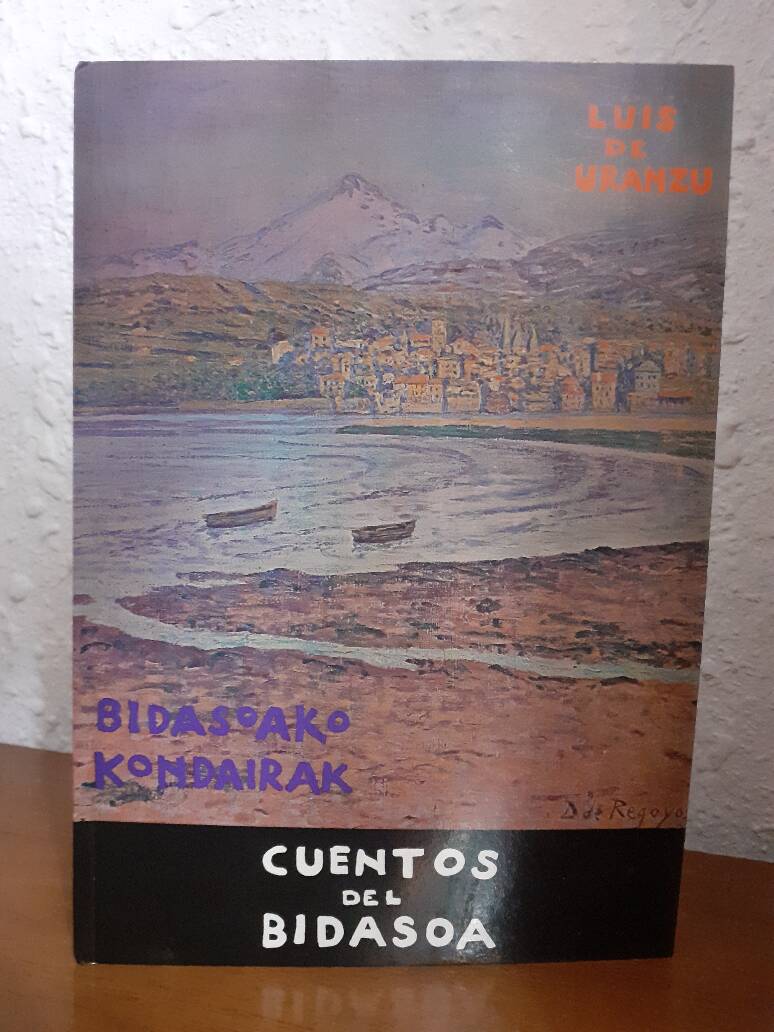 LUIS
DE
URANZU
BIDASOAKO
KONDAIRAK
D de Regoyos
CUENTOS
DEL
BIDASOA